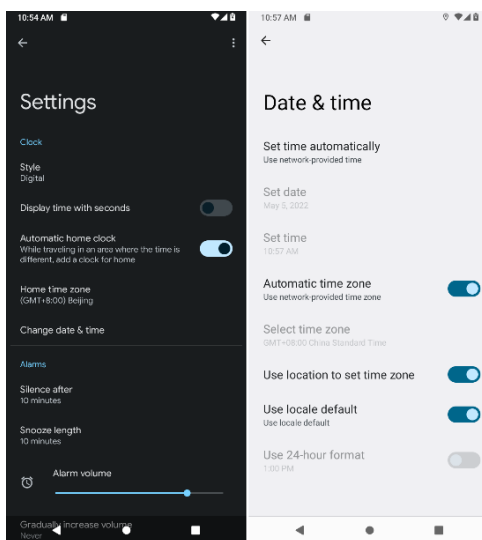 10:54 AM
Settings
Clock
Style
Digital
Display time with seconds
Automatic home clock
While traveling in an area where the time is
different, add a clock for home
Home time zone
(GMT+8:00) Beijing
Change date & time
Alarms
Silence after
10 minutes
Snooze length
10 minutes
Alarm volume
Gradually increase volume
Never
10:57 AM
Date & time
Set time automatically
Use network-provided time
Set date
May 5, 2022
Set time
10:57 AM
Automatic time zone
Use network-provided time zone
Select time zone
GMT+08:00 China Standard Time
Use location to set time zone
Use locale default
Use locale default
Use 24-hour format
1:00 PM